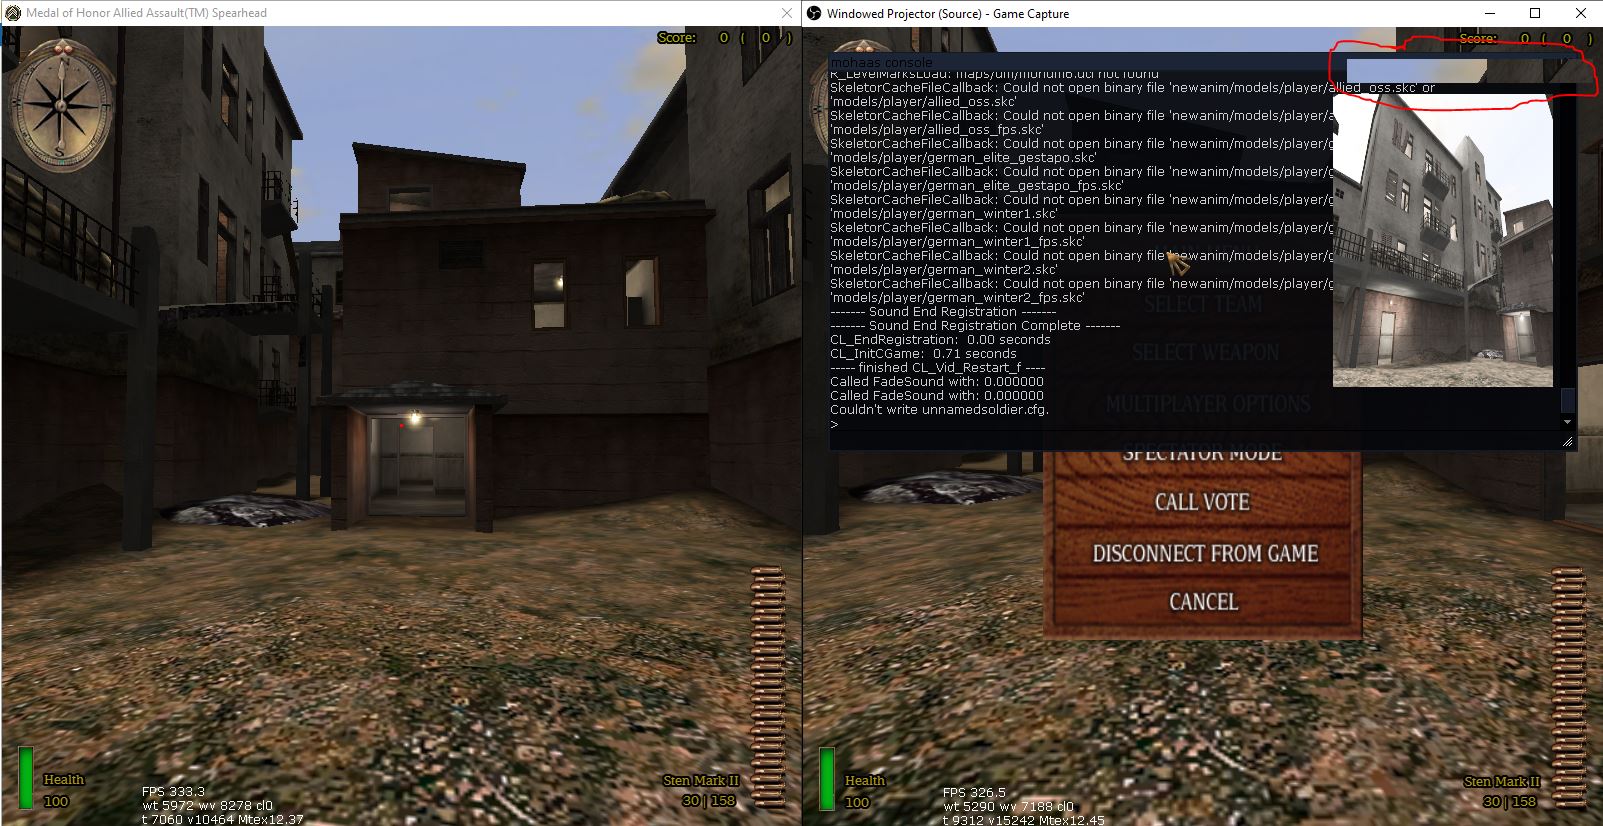 Medal of Honor Allied Assault(TM) Spearhead
Score: 0 ( 0 )
S
Health
100
FPS 333.3
wt 5972 wv 8278 cl0
t 7060 v10464 Mtex12.37
Sten Mark II
30 | 158
Windowed Projector (Source) - Game Capture
Score: 0 ( 0 )
mohaas console
R_LevelMarksLoad: maps/dm/mohdm6.dcl not found
SkeletorCacheFileCallback: Could not open binary file 'newanim/models/player/allied_oss.skc' or
'models/player/allied_oss.skc'
SkeletorCacheFileCallback: Could not open binary file 'newanim/models/player/a
'models/player/allied_oss_fps.skc'
SkeletorCacheFileCallback: Could not open binary file 'newanim/models/player/g
'models/player/german_elite_gestapo.skc'
SkeletorCacheFileCallback: Could not open binary file 'newanim/models/player/g
'models/player/german_elite_gestapo_fps.skc'
SkeletorCacheFileCallback: Could not open binary file 'newanim/models/player/g
'models/player/german_winter1.skc'
SkeletorCacheFileCallback: Could not open binary file 'newanim/models/player/g
'models/player/german_winter1_fps.skc'
SkeletorCacheFileCallback: Could not open binary file 'newanim/models/player/g
'models/player/german_winter2.skc'
SkeletorCacheFileCallback: Could not open binary file 'newanim/models/player/g
'models/player/german_winter2_fps.skc'
------- Sound End Registration -------
------- Sound End Registration Complete -------
CL_EndRegistration:  0.00 seconds
CL_InitCGame:  0.71 seconds
----- finished CL_Vid_Restart_f ----
Called FadeSound with: 0.000000
Called FadeSound with: 0.000000
Couldn't write unnamedsoldier.cfg.
>
MAIN MENU
SELECT TEAM
SELECT WEAPON
MULTIPLAYER OPTIONS
SPECTATOR MODE
CALL VOTE
DISCONNECT FROM GAME
CANCEL
Health
100
FPS 326.5
wt 5290 wv 7188 cl0
t 9312 v15242 Mtex12.45
Sten Mark II
30 | 158